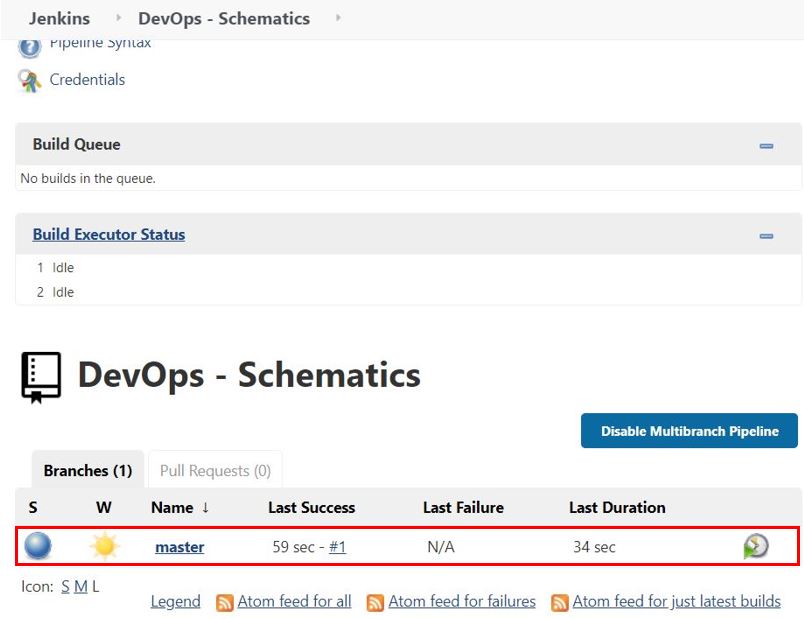 Jenkins DevOps - Schematics
Pipeline Syntax
Credentials
Build Queue
No builds in the queue.
Build Executor Status
1 Idle
2 Idle
DevOps - Schematics
Disable Multibranch Pipeline
Branches (1) Pull Requests (0)
S W Name ↓ Last Success Last Failure Last Duration
master 59 sec - #1 N/A 34 sec
Icon: S M L
Legend Atom feed for all Atom feed for failures Atom feed for just latest builds